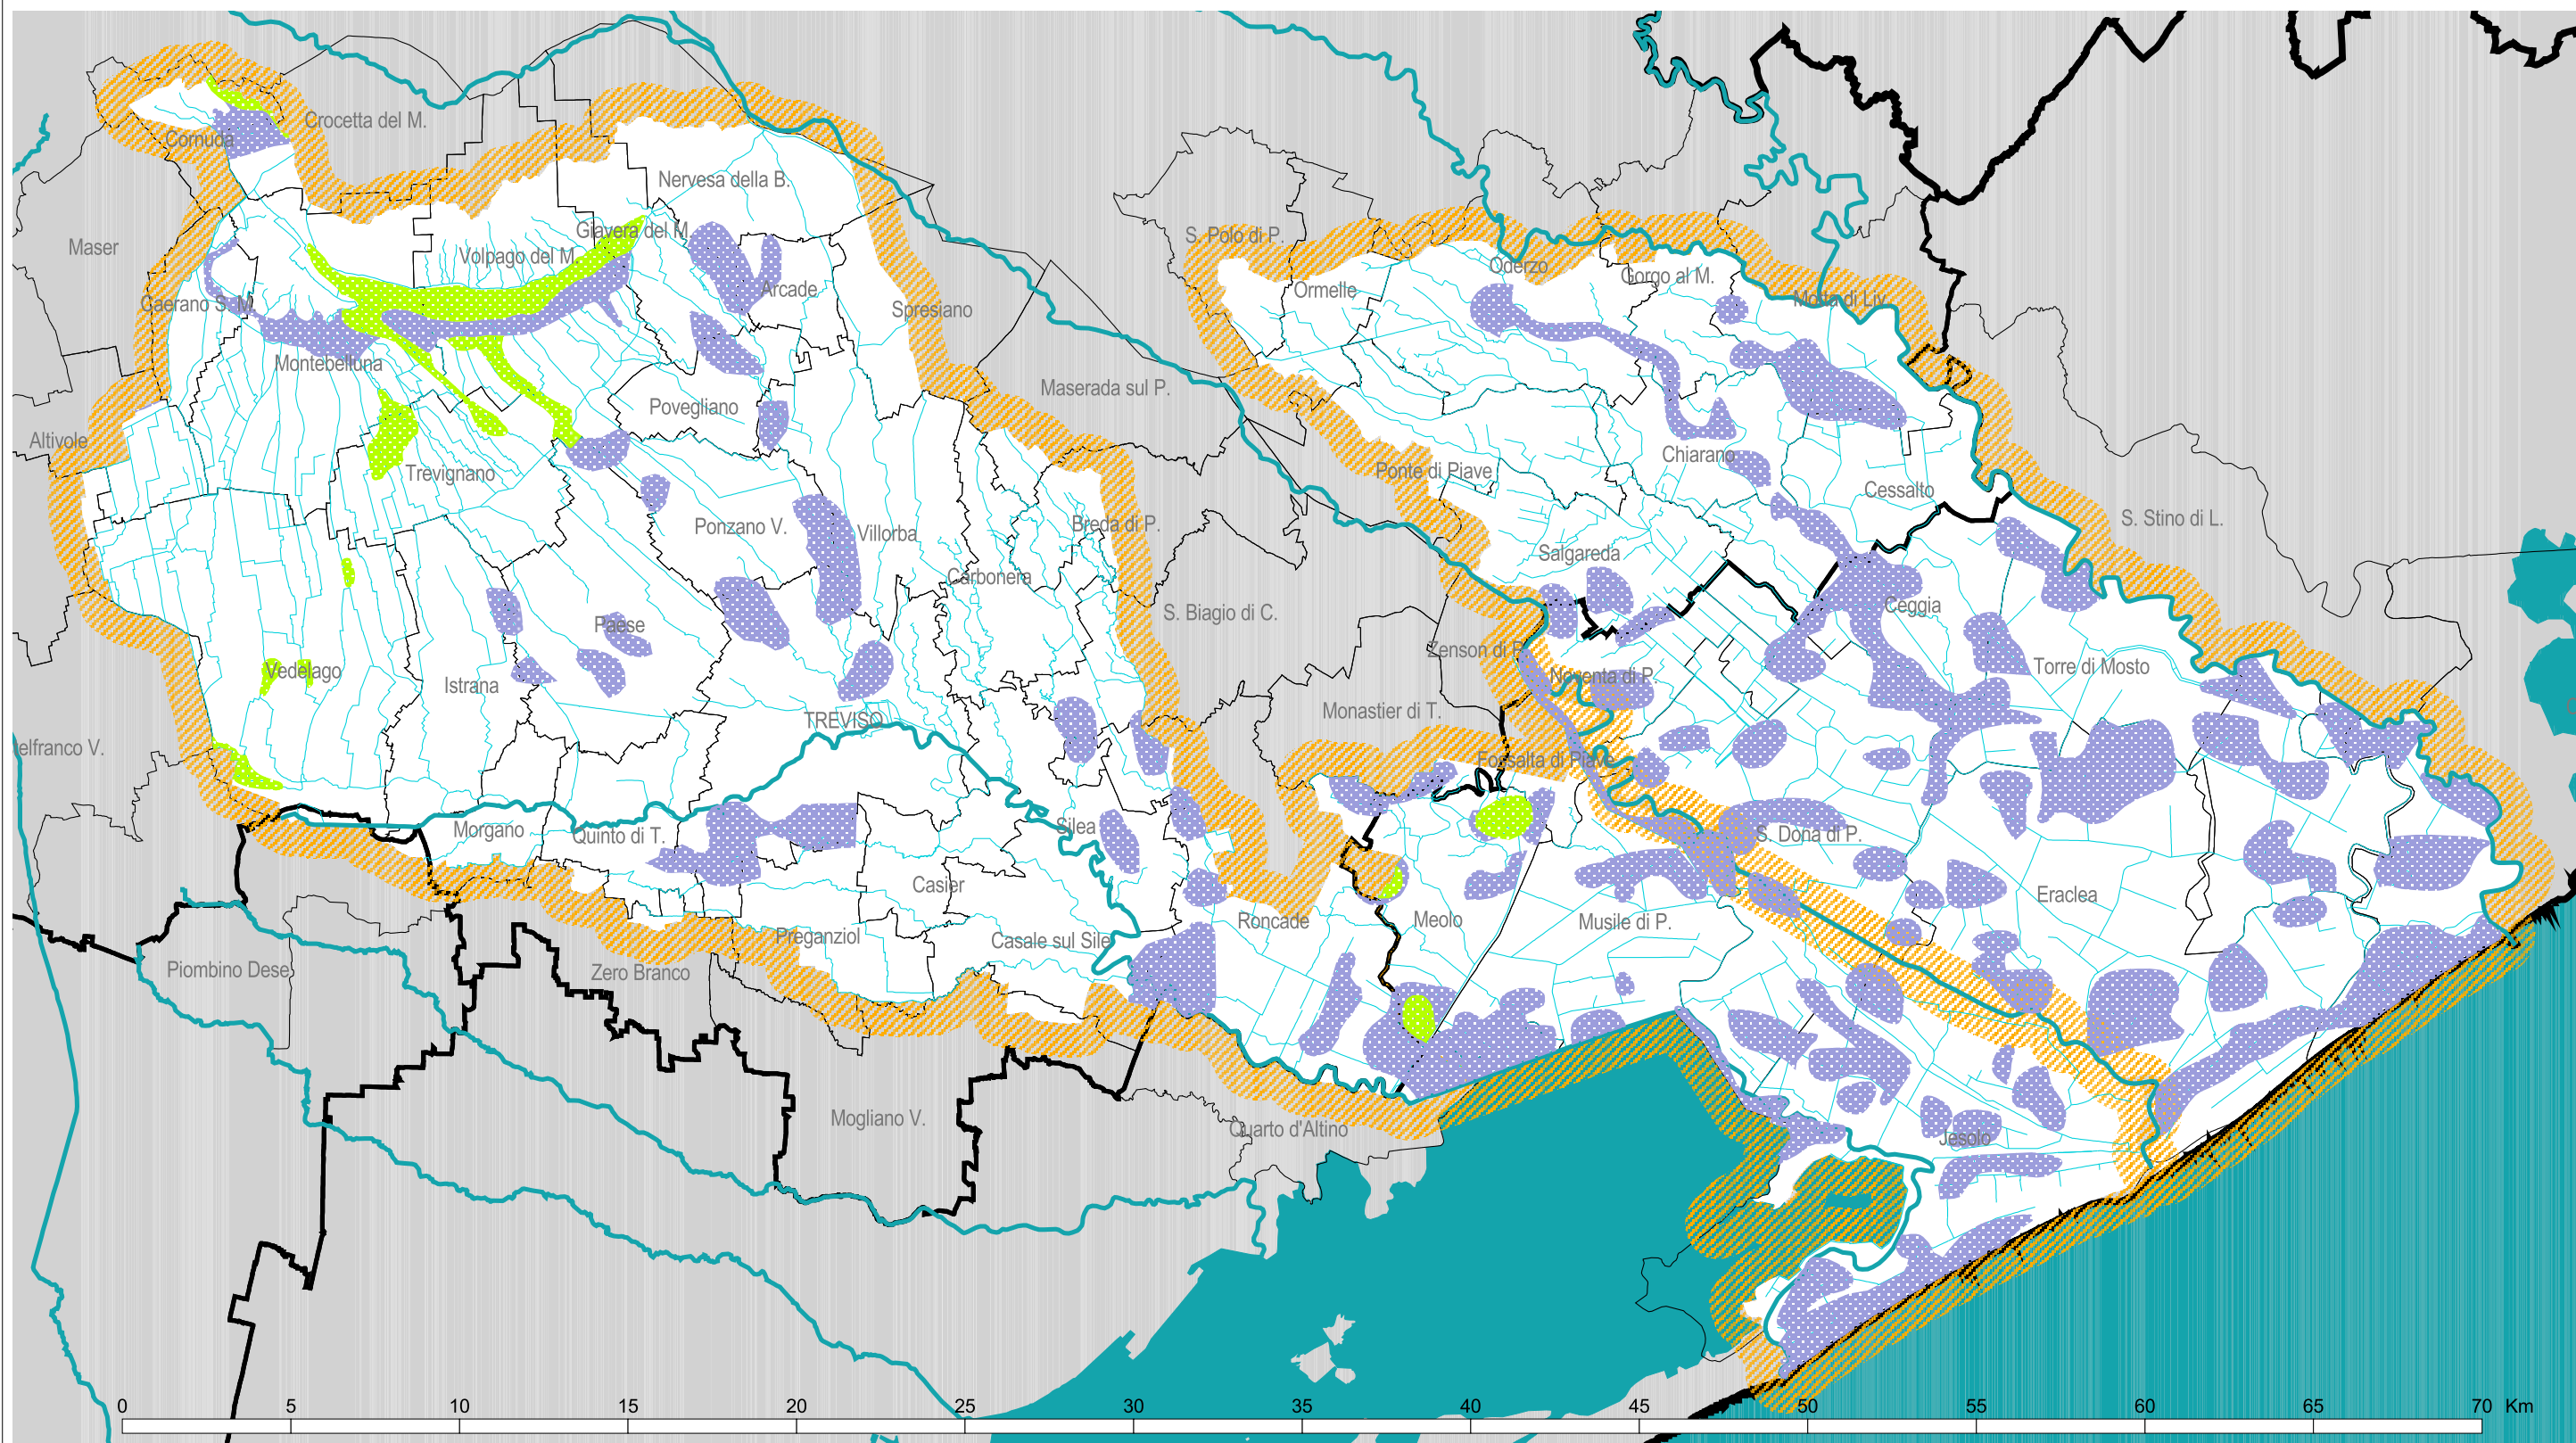 Crocetta del M.
Cornuda
Nervesa della B.
Maser
Giavera del M.
Volpago del M.
S. Polo di P.
Oderzo
Gorgo al M.
Ormelle
Arcade
Motta di Liv.
Caerano S. M.
Spresiano
Montebelluna
Maserada sul P.
Povegliano
Altivole
Chiarano
Trevignano
Ponte di Piave
Cessalto
S. Stino di L.
Ponzano V.
Villorba
Breda di P.
Salgareda
Carbonera
Ceggia
S. Biagio di C.
Paese
Zenson di P.
Torre di Mosto
Vedelago
Noventa di P.
Istrana
Monastier di T.
TREVISO
elfranco V.
Fossalta di Piave
Morgano
Quinto di T.
Silea
S. Dona di P.
Casier
Eraclea
Roncade
Meolo
Musile di P.
Preganziol
Casale sul Sile
Piombino Dese
Zero Branco
Mogliano V.
Quarto d'Altino
Jesolo
0 5 10 15 20 25 30 35 40 45 50 55 60 65 70 Km